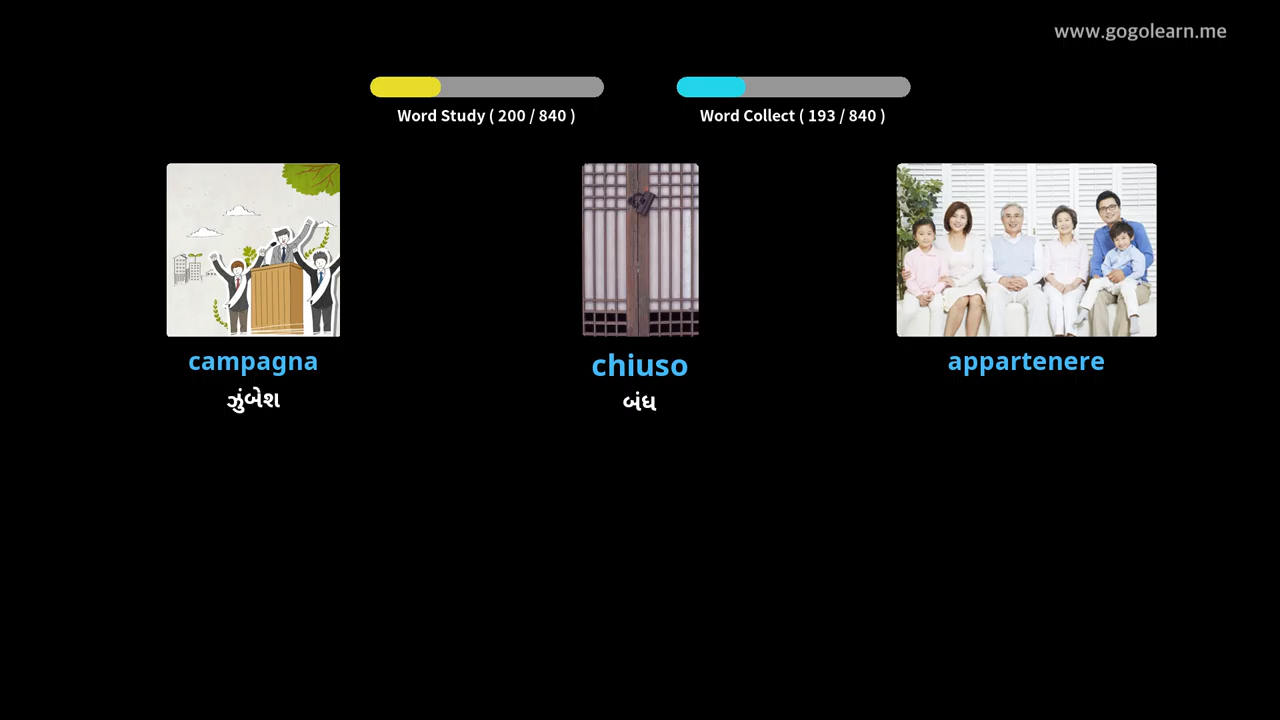 www.gogolearn.me
Word Study ( 200 / 840 )
Word Collect ( 193 / 840 )
campagna
ઝુંબેશ
chiuso
બંધ
appartenere